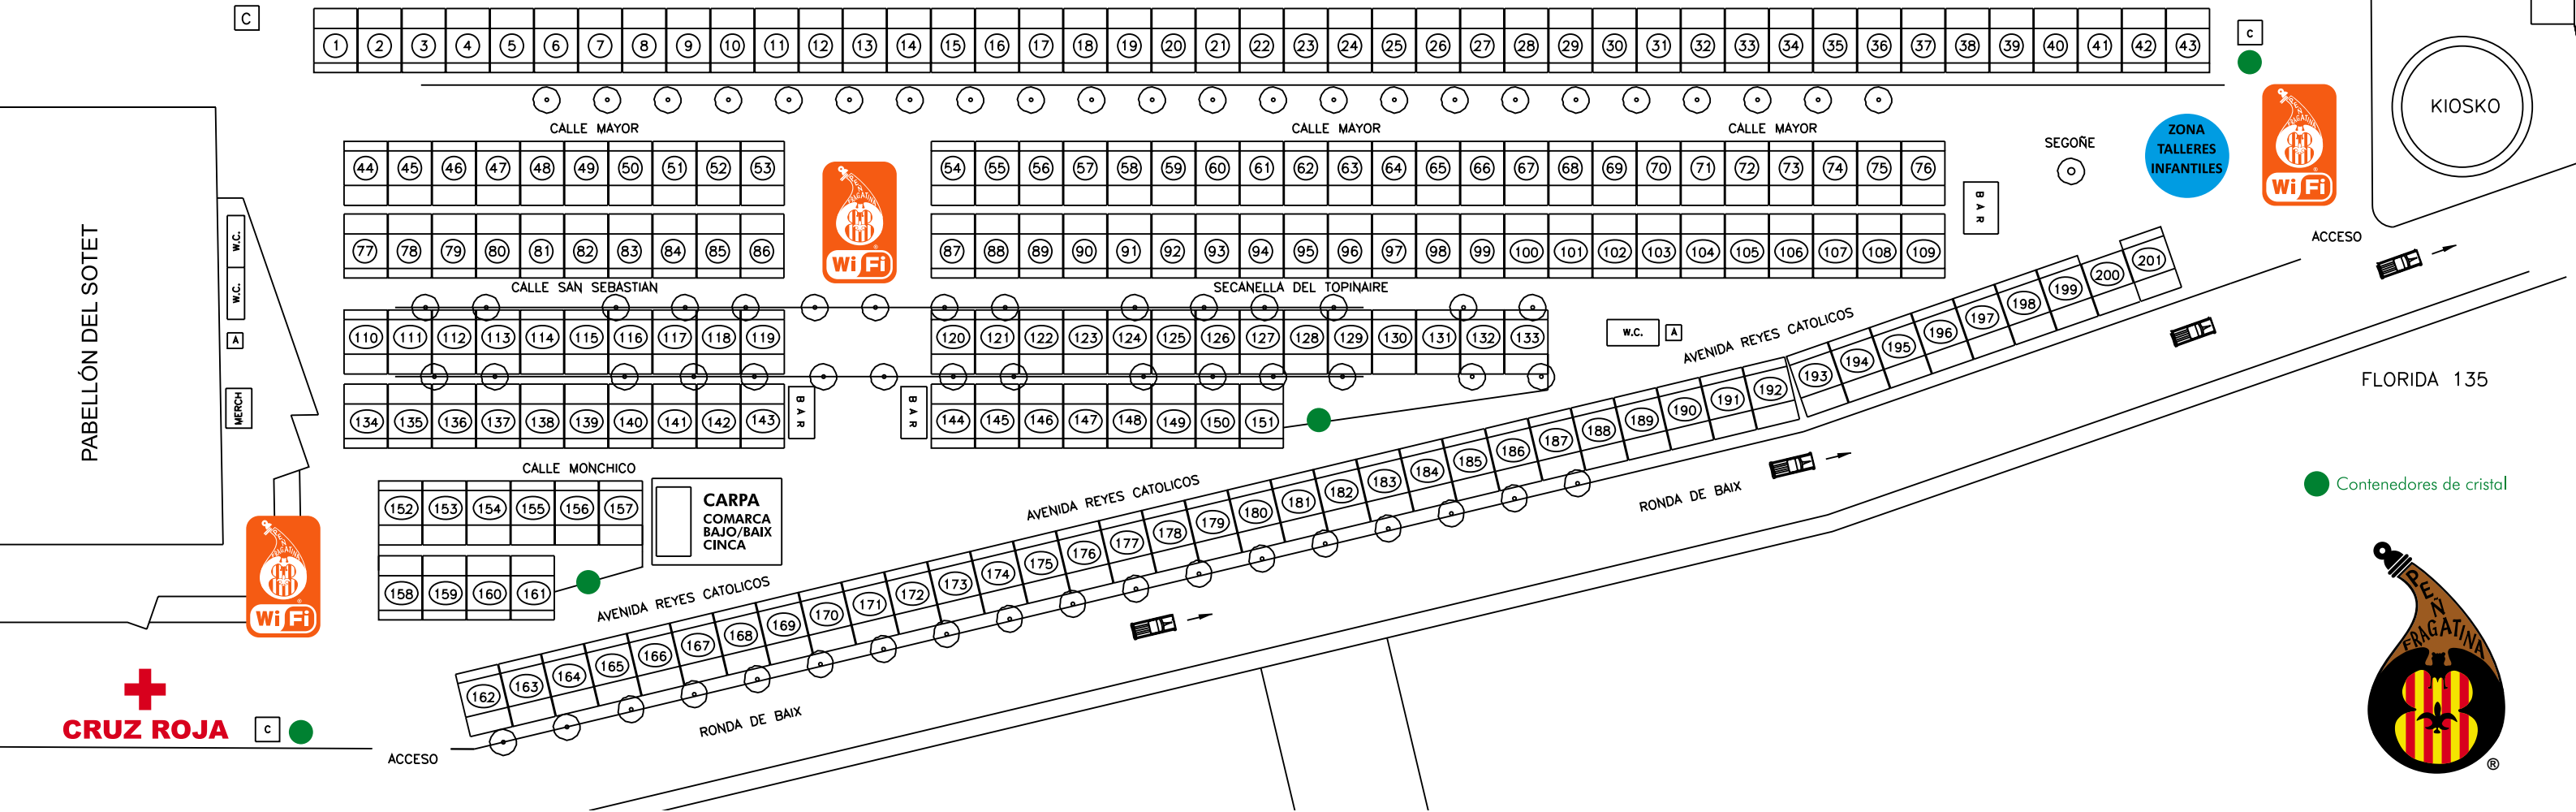 C
1 2 3 4 5 6 7 8 9 10 11 12 13 14 15 16 17 18 19 20 21 22 23 24 25 26 27 28 29 30 31 32 33 34 35 36 37 38 39 40 41 42 43
C
KIOSKO
CALLE MAYOR
CALLE MAYOR
CALLE MAYOR
SEGOÑE
ZONA
TALLERES
INFANTILES
PEÑ
FRAGATINA
WiFi
44 45 46 47 48 49 50 51 52 53
PEÑ
FRAGATINA
WiFi
54 55 56 57 58 59 60 61 62 63 64 65 66 67 68 69 70 71 72 73 74 75 76
BAR
77 78 79 80 81 82 83 84 85 86
87 88 89 90 91 92 93 94 95 96 97 98 99 100 101 102 103 104 105 106 107 108 109
ACCESO
PABELLÓN DEL SOTET
W.C.
W.C.
A
MERCH
CALLE SAN SEBASTIAN
SECANELLA DEL TOPINAIRE
110 111 112 113 114 115 116 117 118 119
120 121 122 123 124 125 126 127 128 129 130 131 132 133
W.C.
A
AVENIDA REYES CATOLICOS
FLORIDA 135
134 135 136 137 138 139 140 141 142 143
BAR
BAR
144 145 146 147 148 149 150 151
CALLE MONCHICO
152 153 154 155 156 157
CARPA
COMARCA
BAJO/BAIX
CINCA
158 159 160 161
AVENIDA REYES CATOLICOS
AVENIDA REYES CATOLICOS
162 163 164 165 166 167 168 169 170 171 172 173 174 175 176 177 178 179 180 181 182 183 184 185 186 187 188 189 190 191 192 193 194 195 196 197 198 199 200 201
RONDA DE BAIX
RONDA DE BAIX
Contenedores de cristal
PEÑ
FRAGATINA
WiFi
CRUZ ROJA
C
ACCESO
PEÑ
FRAGATINA
®